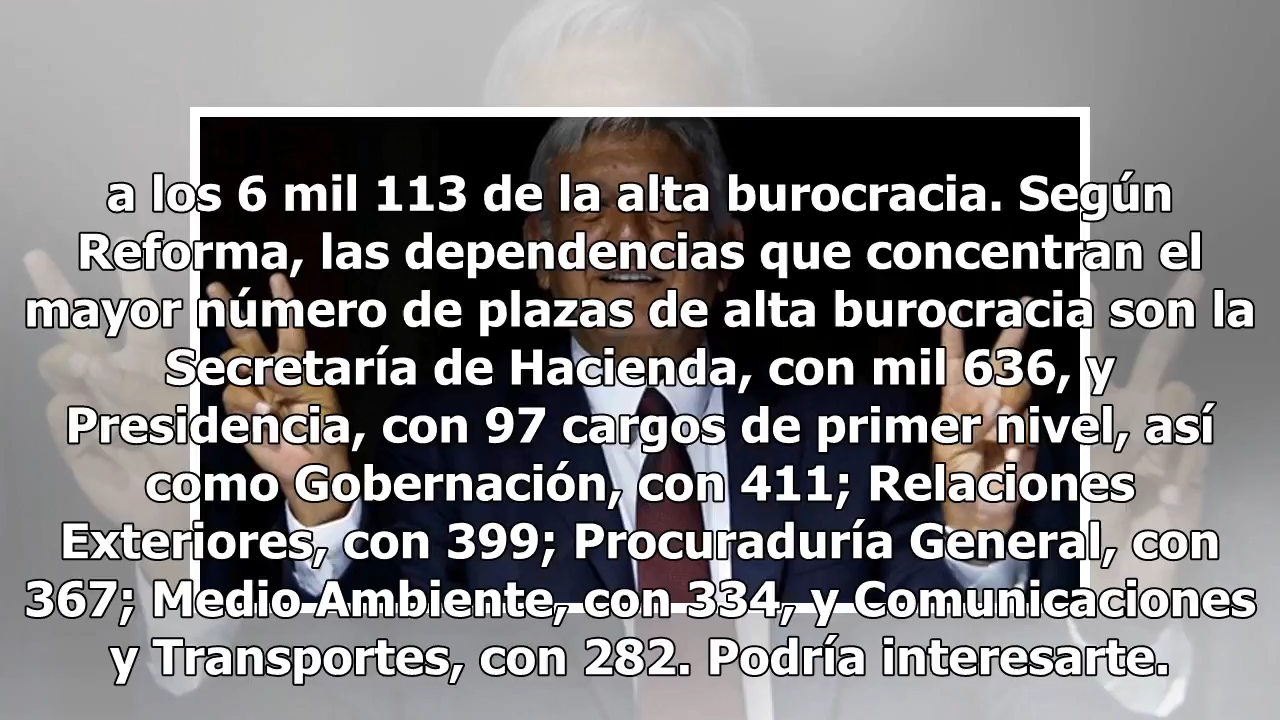 a los 6 mil 113 de la alta burocracia. Según
Reforma, las dependencias que concentran el
mayor número de plazas de alta burocracia son la
Secretaría de Hacienda, con mil 636, y
Presidencia, con 97 cargos de primer nivel, así
como Gobernación, con 411; Relaciones
Exteriores, con 399; Procuraduría General, con
367; Medio Ambiente, con 334, y Comunicaciones
y Transportes, con 282. Podría interesarte.